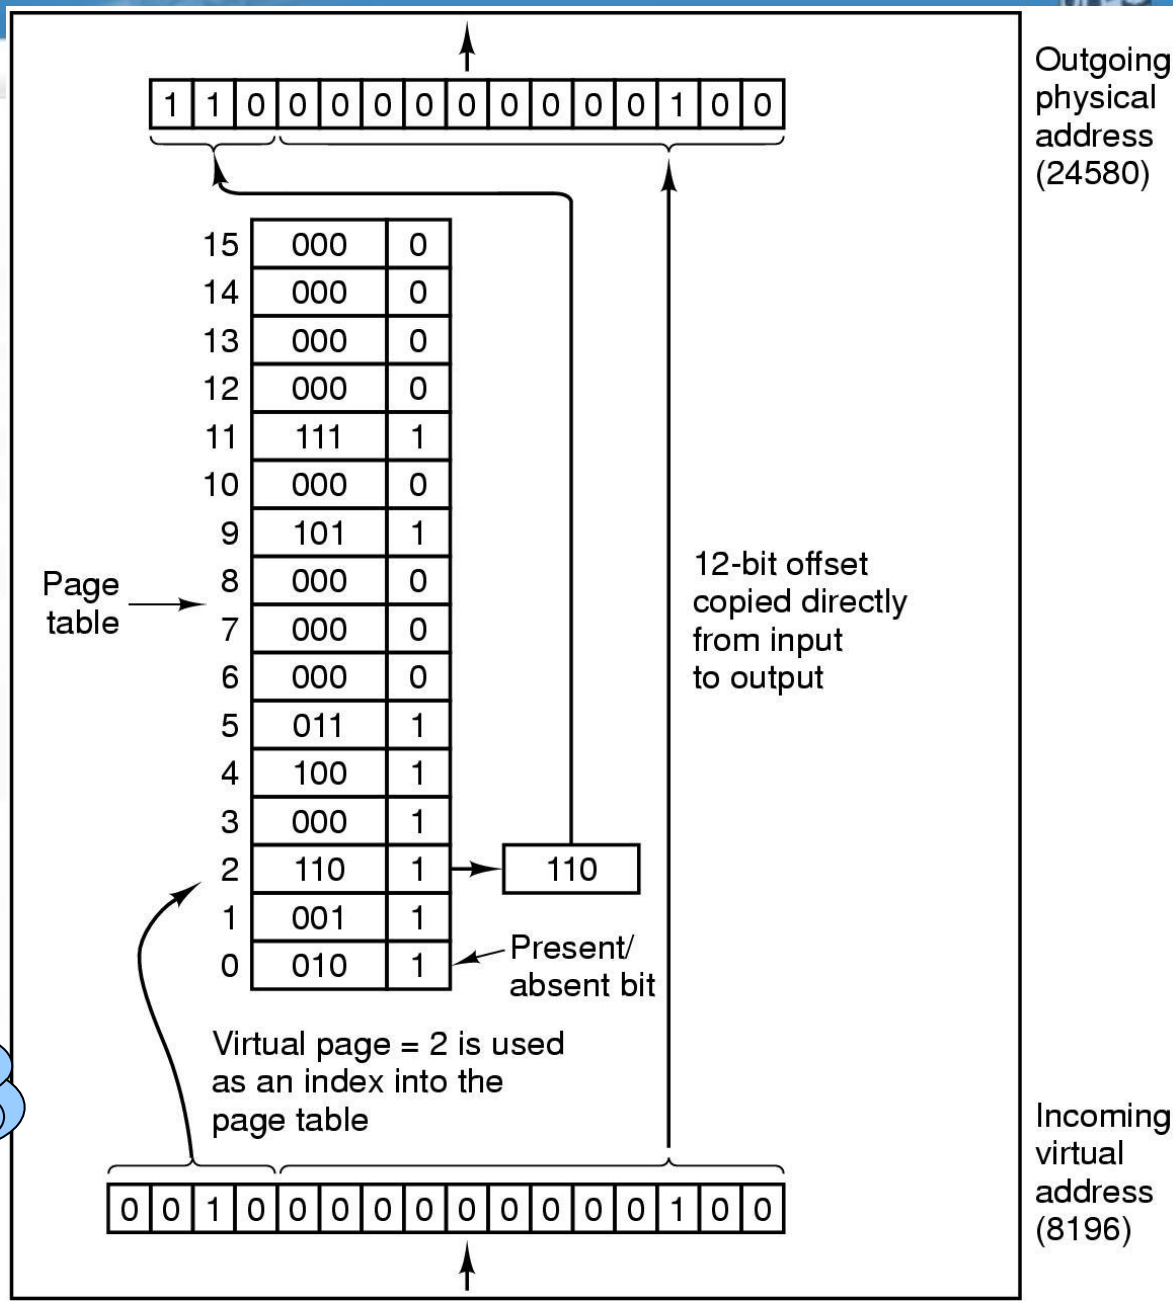 1 1 0 0 0 0 0 0 0 0 0 0 1 0 0
Outgoing
physical
address
(24580)
15 000 0
14 000 0
13 000 0
12 000 0
11 111 1
10 000 0
9 101 1
8 000 0
7 000 0
6 000 0
5 011 1
4 100 1
3 000 1
2 110 1 110
1 001 1
0 010 1
Page
table
12-bit offset
copied directly
from input
to output
Present/
absent bit
Virtual page = 2 is used
as an index into the
page table
0 0 1 0 0 0 0 0 0 0 0 0 0 1 0 0
Incoming
virtual
address
(8196)